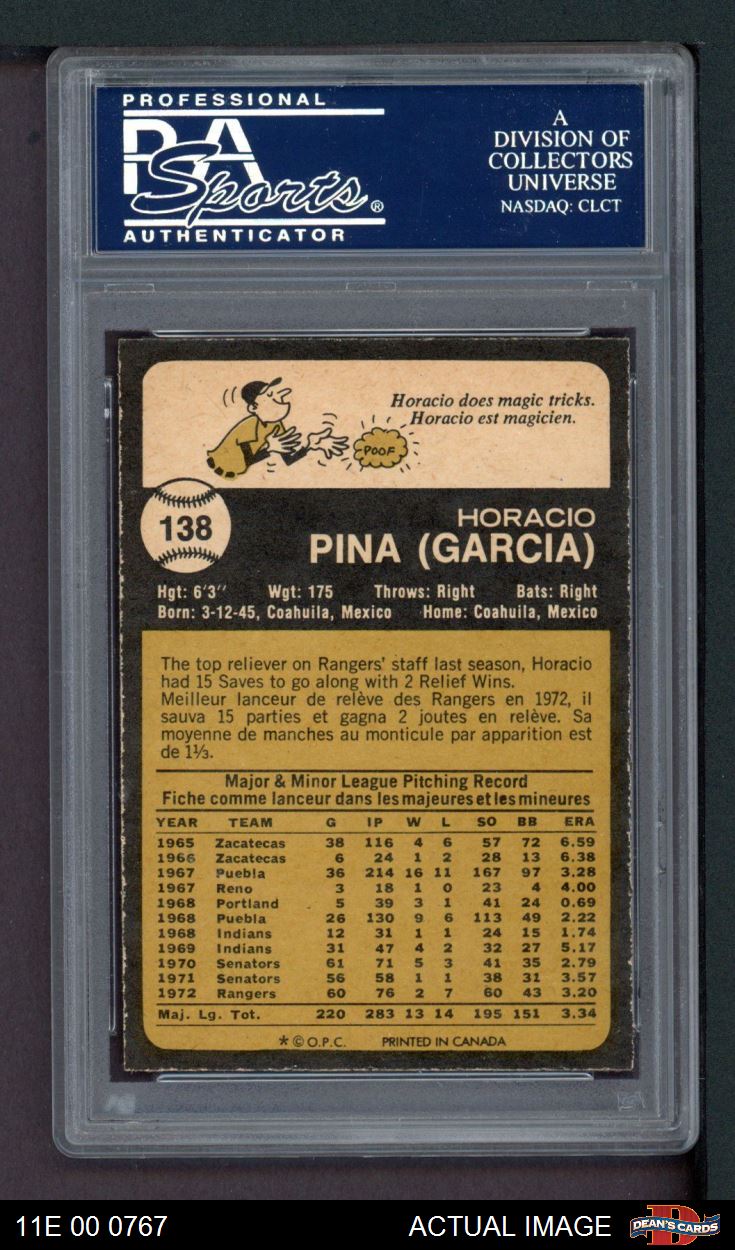 PROFESSIONAL
PSA
Sports®
AUTHENTICATOR
A
DIVISION OF
COLLECTORS
UNIVERSE
NASDAQ: CLCT
Horacio does magic tricks.
Horacio est magicien.
POOF
138
HORACIO
PINA (GARCIA)
Hgt: 6'3" Wgt: 175 Throws: Right Bats: Right
Born: 3-12-45, Coahuila, Mexico Home: Coahuila, Mexico
The top reliever on Rangers' staff last season, Horacio
had 15 Saves to go along with 2 Relief Wins.
Meilleur lanceur de relève des Rangers en 1972, il
sauva 15 parties et gagna 2 joutes en relève. Sa
moyenne de manches au monticule par apparition est
de 1⅓.
Major & Minor League Pitching Record
Fiche comme lanceur dans les majeures et les mineures
YEAR TEAM G IP W L SO BB ERA
1965 Zacatecas 38 116 4 6 57 72 6.59
1966 Zacatecas 6 24 1 2 28 13 6.38
1967 Puebla 36 214 16 11 167 97 3.28
1967 Reno 3 18 1 0 23 4 4.00
1968 Portland 5 39 3 1 41 24 0.69
1968 Puebla 26 130 9 6 113 49 2.22
1968 Indians 12 31 1 1 24 15 1.74
1969 Indians 31 47 4 2 32 27 5.17
1970 Senators 61 71 5 3 41 35 2.79
1971 Senators 56 58 1 1 38 31 3.57
1972 Rangers 60 76 2 7 60 43 3.20
Maj. Lg. Tot. 220 283 13 14 195 151 3.34
* © O.P.C. PRINTED IN CANADA
11E 00 0767 ACTUAL IMAGE DEAN'S CARDS